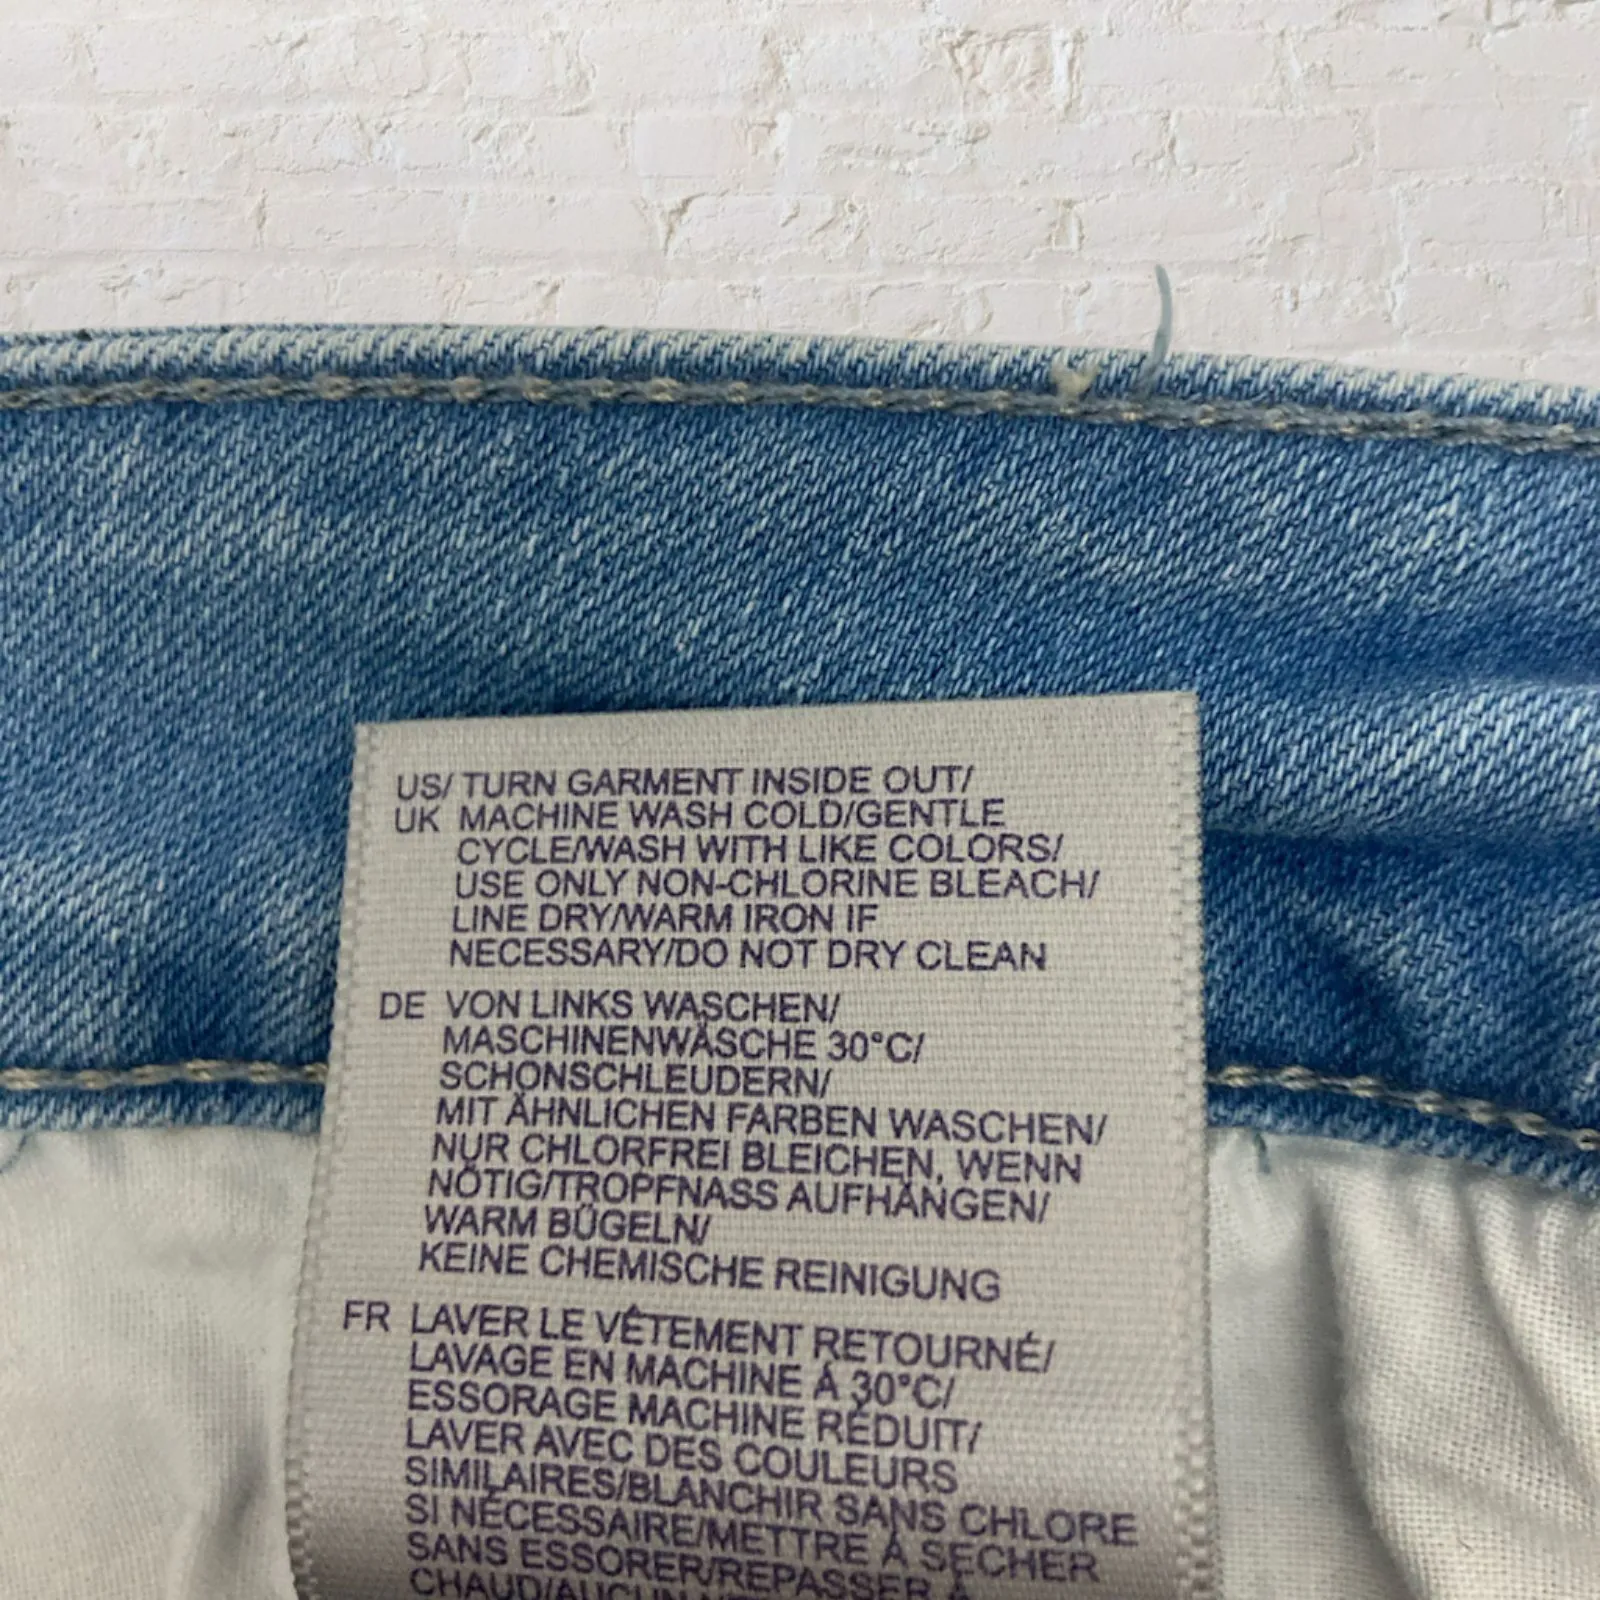 US/ TURN GARMENT INSIDE OUT/
UK MACHINE WASH COLD/GENTLE
CYCLE/WASH WITH LIKE COLORS/
USE ONLY NON-CHLORINE BLEACH/
LINE DRY/WARM IRON IF
NECESSARY/DO NOT DRY CLEAN
DE VON LINKS WASCHEN/
MASCHINENWÄSCHE 30°C/
SCHONSCHLEUDERN/
MIT ÄHNLICHEN FARBEN WASCHEN/
NUR CHLORFREI BLEICHEN, WENN
NÖTIG/TROPFNASS AUFHÄNGEN/
WARM BÜGELN/
KEINE CHEMISCHE REINIGUNG
FR LAVER LE VÊTEMENT RETOURNÉ/
LAVAGE EN MACHINE À 30°C/
ESSORAGE MACHINE RÉDUIT/
LAVER AVEC DES COULEURS
SIMILAIRES/BLANCHIR SANS CHLORE
SI NÉCESSAIRE/METTRE À SECHER
SANS ESSORER/REPASSER À
CHAUD/AUCUN